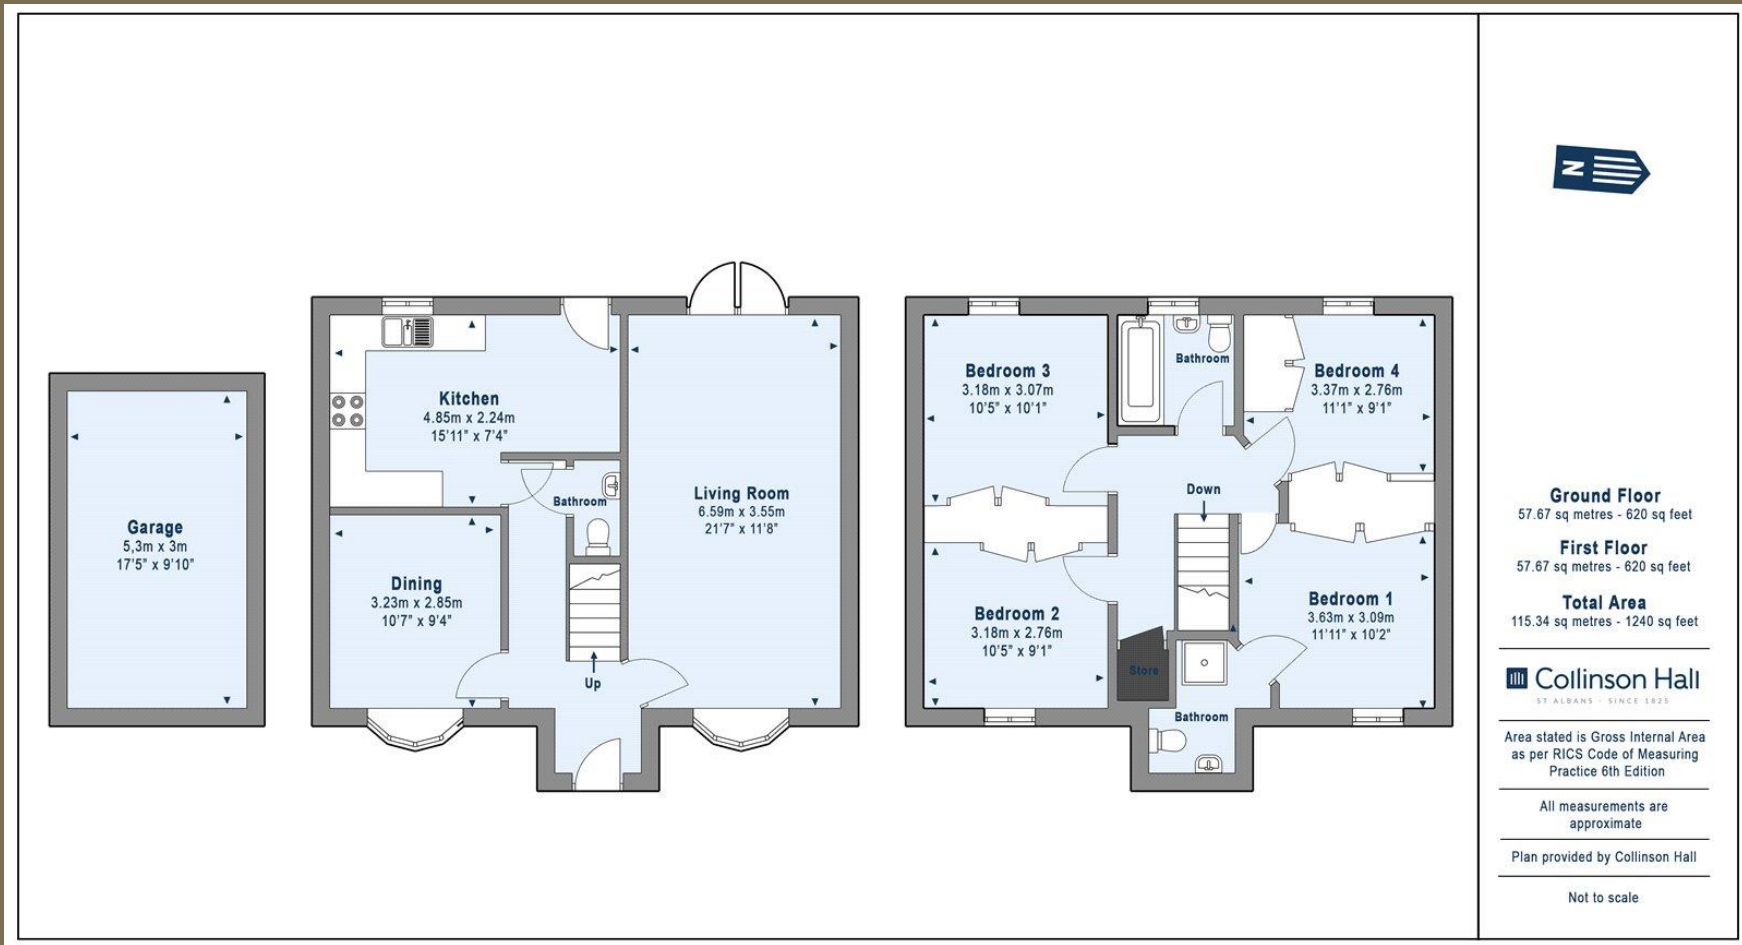 Garage
5,3m x 3m
17'5" x 9'10"
Kitchen
4.85m x 2.24m
15'11" x 7'4"
Bathroom
Living Room
6.59m x 3.55m
21'7" x 11'8"
Dining
3.23m x 2.85m
10'7" x 9'4"
Up
Bedroom 3
3.18m x 3.07m
10'5" x 10'1"
Bathroom
Bedroom 4
3.37m x 2.76m
11'1" x 9'1"
Down
Bedroom 2
3.18m x 2.76m
10'5" x 9'1"
Bedroom 1
3.63m x 3.09m
11'11" x 10'2"
Store
Bathroom
N
Ground Floor
57.67 sq metres - 620 sq feet
First Floor
57.67 sq metres - 620 sq feet
Total Area
115.34 sq metres - 1240 sq feet
Collinson Hall
ST ALBANS · SINCE 1825
Area stated is Gross Internal Area
as per RICS Code of Measuring
Practice 6th Edition
All measurements are
approximate
Plan provided by Collinson Hall
Not to scale